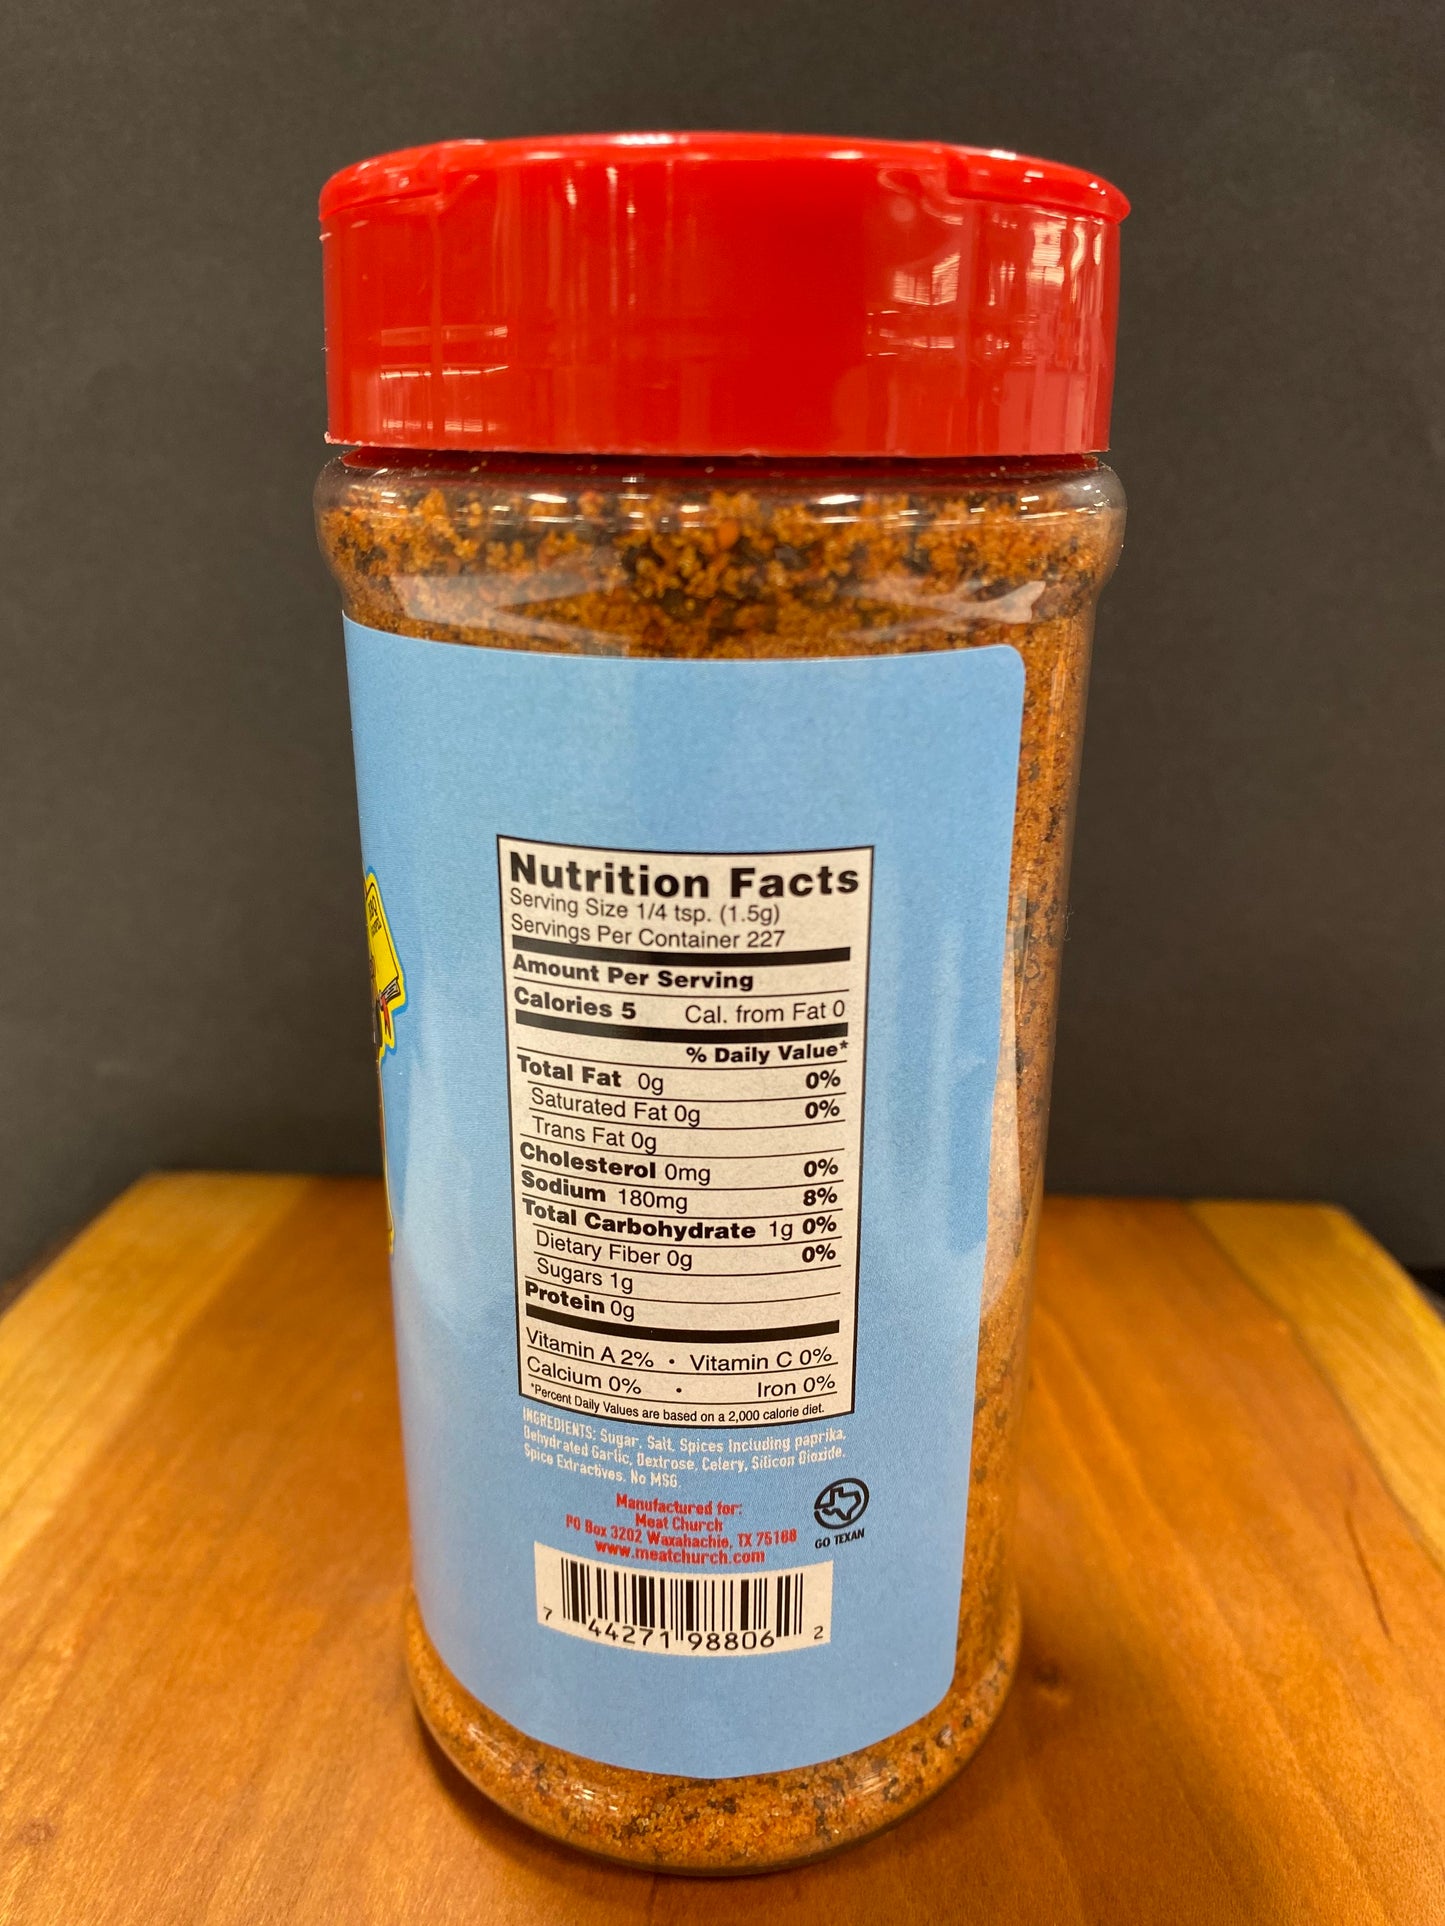 Nutrition Facts
Serving Size 1/4 tsp. (1.5g)
Servings Per Container 227
Amount Per Serving
Calories 5 Cal. from Fat 0
% Daily Value*
Total Fat 0g 0%
Saturated Fat 0g 0%
Trans Fat 0g
Cholesterol 0mg 0%
Sodium 180mg 8%
Total Carbohydrate 1g 0%
Dietary Fiber 0g 0%
Sugars 1g
Protein 0g
Vitamin A 2% • Vitamin C 0%
Calcium 0% • Iron 0%
*Percent Daily Values are based on a 2,000 calorie diet.
INGREDIENTS: Sugar, Salt, Spices Including paprika,
Dehydrated Garlic, Dextrose, Celery, Silicon Dioxide,
Spice Extractives. No MSG.
Manufactured for:
Meat Church
PO Box 3202 Waxahachie, TX 75168
www.meatchurch.com
GO TEXAN
7 44271 98806 2